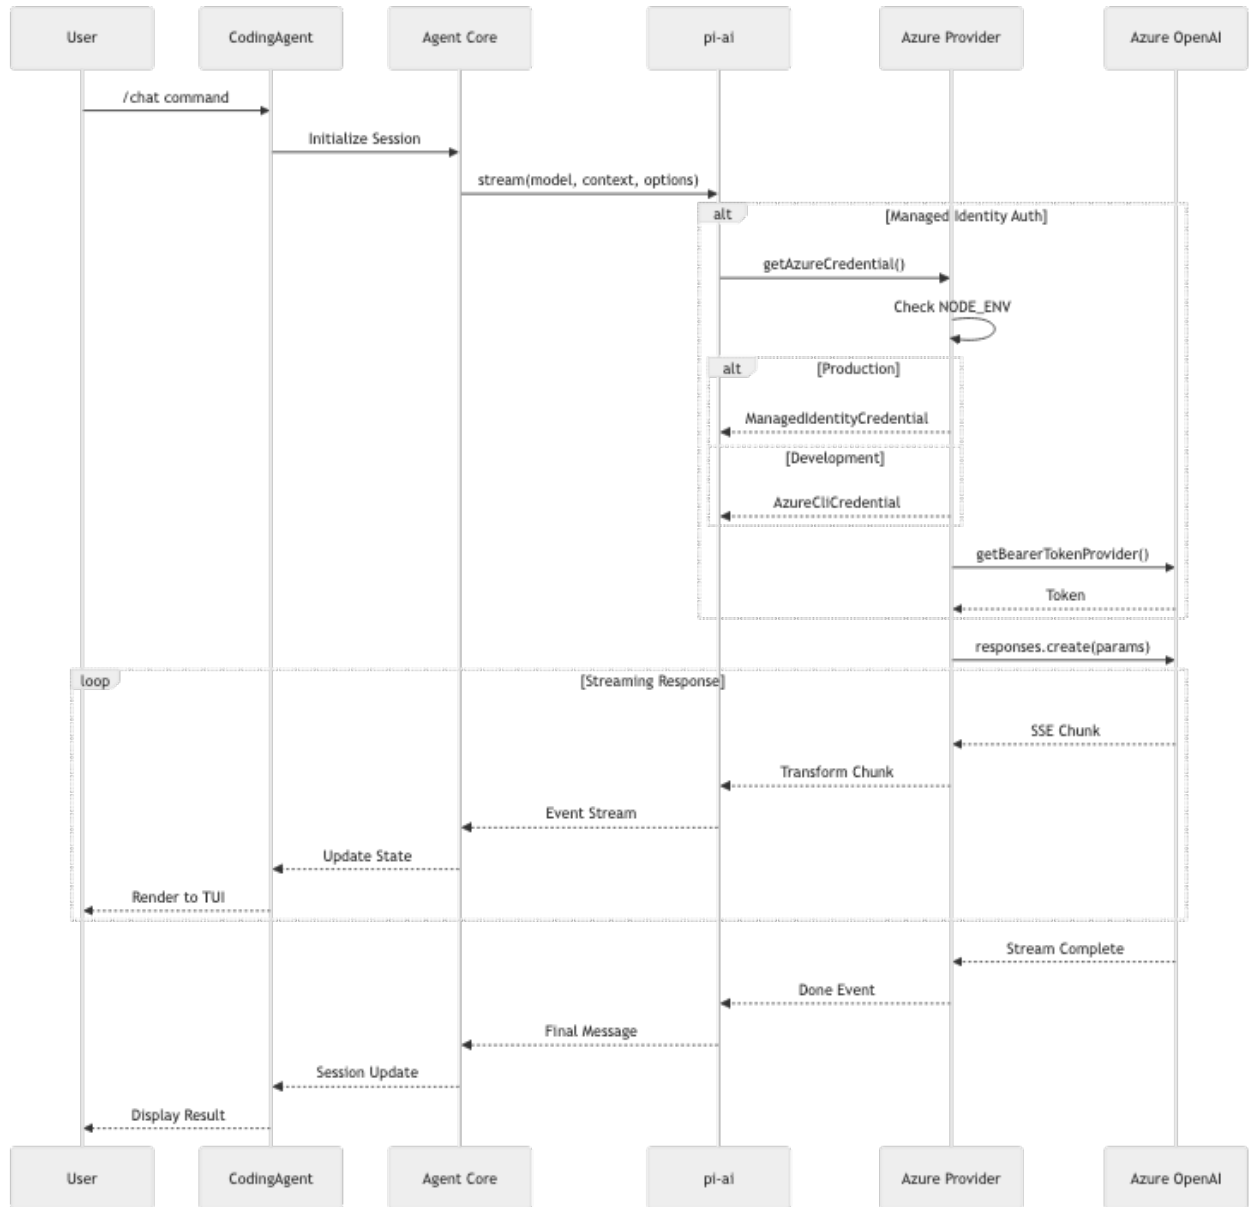 User
CodingAgent
Agent Core
pi-ai
Azure Provider
Azure OpenAI
/chat command
Initialize Session
stream(model, context, options)
alt
[Managed Identity Auth]
getAzureCredential()
Check NODE_ENV
alt
[Production]
ManagedIdentityCredential
[Development]
AzureCliCredential
getBearerTokenProvider()
Token
responses.create(params)
loop
[Streaming Response]
SSE Chunk
Transform Chunk
Event Stream
Update State
Render to TUI
Stream Complete
Done Event
Final Message
Session Update
Display Result
User
CodingAgent
Agent Core
pi-ai
Azure Provider
Azure OpenAI